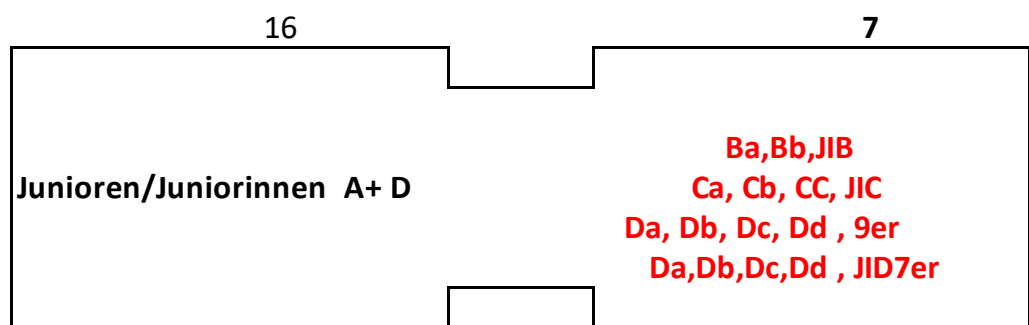 16
7
Junioren/Juniorinnen A+ D
Ba,Bb,JIB
Ca, Cb, CC, JIC
Da, Db, Dc, Dd , 9er
Da,Db,Dc,Dd , JID7er